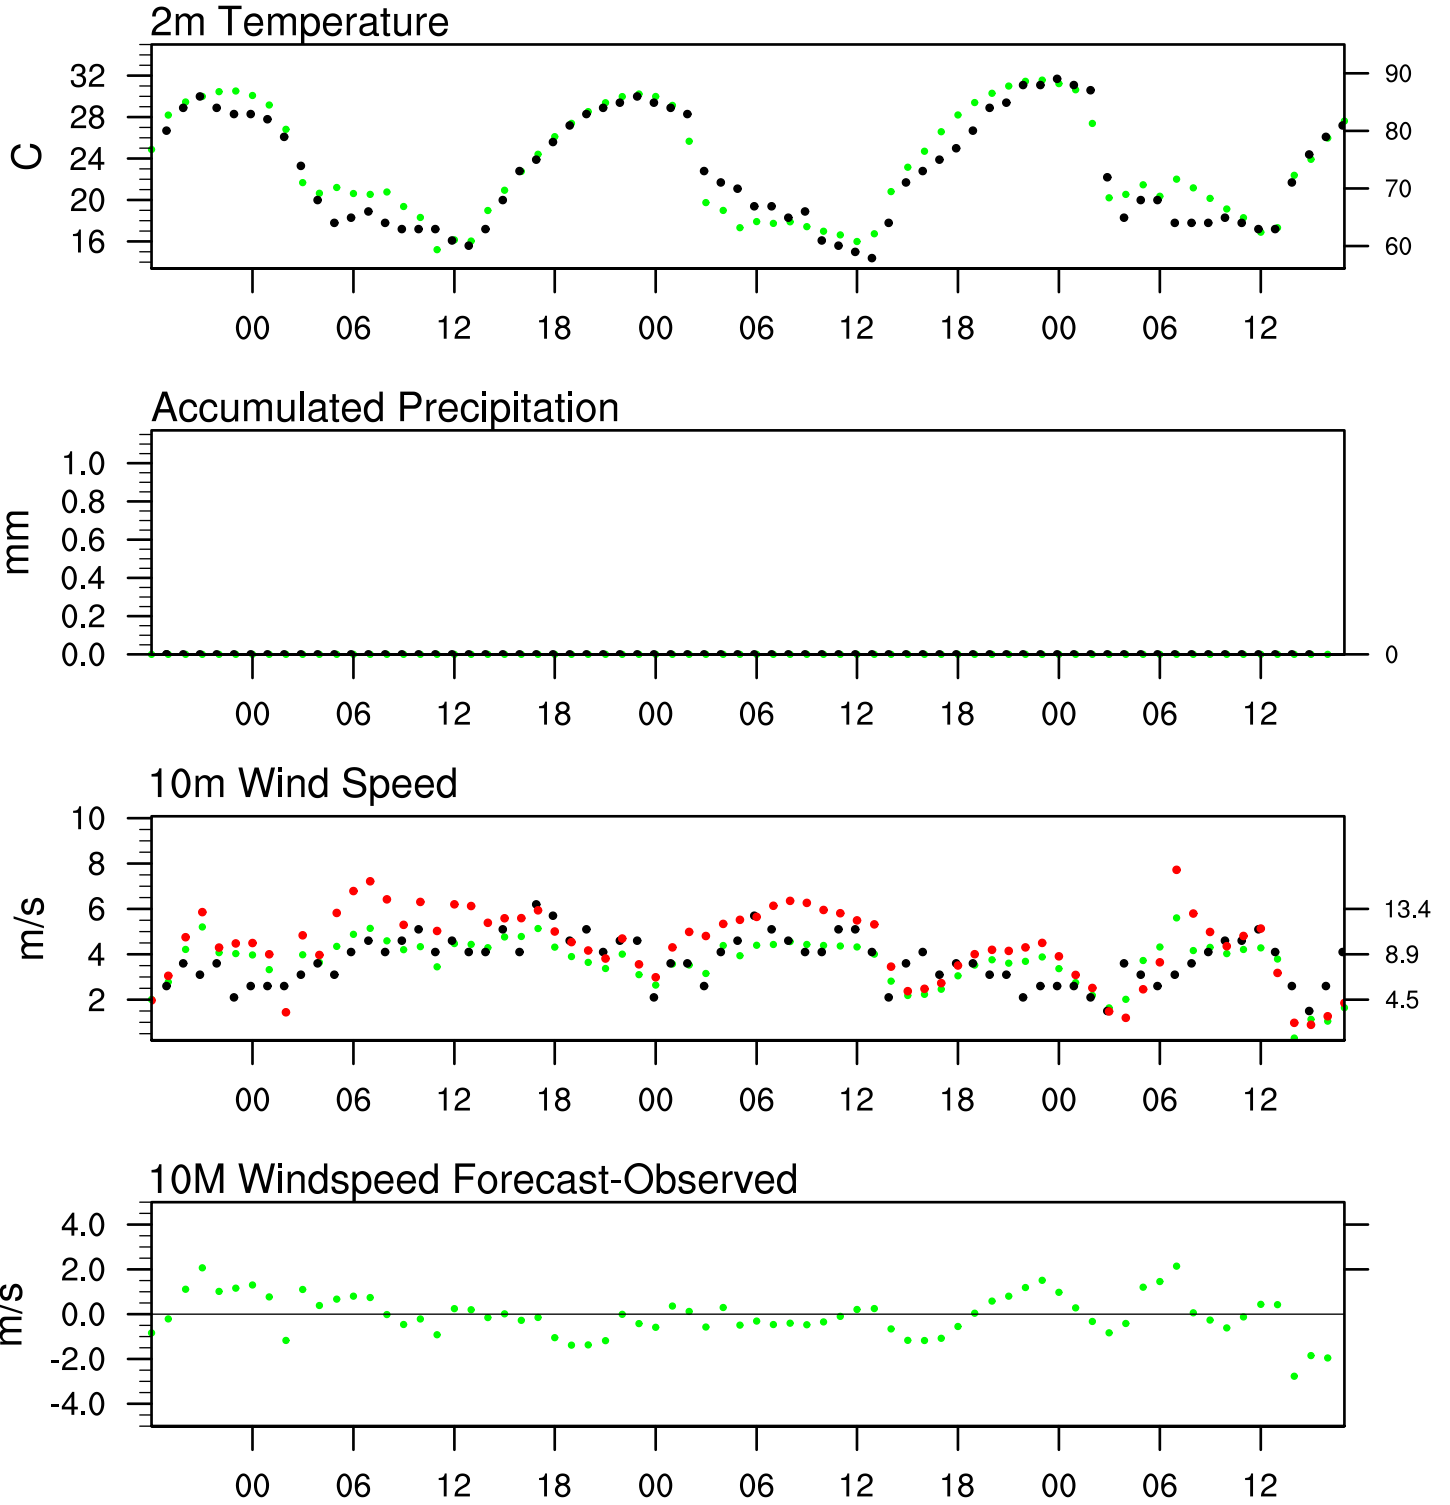 2m Temperature
32
28
24
20
16
C
90
80
70
60
00 06 12 18 00 06 12 18 00 06 12
Accumulated Precipitation
1.0
0.8
0.6
0.4
0.2
0.0
mm
0
00 06 12 18 00 06 12 18 00 06 12
10m Wind Speed
10
8
6
4
2
m/s
13.4
8.9
4.5
00 06 12 18 00 06 12 18 00 06 12
10M Windspeed Forecast-Observed
4.0
2.0
0.0
-2.0
-4.0
m/s
00 06 12 18 00 06 12 18 00 06 12